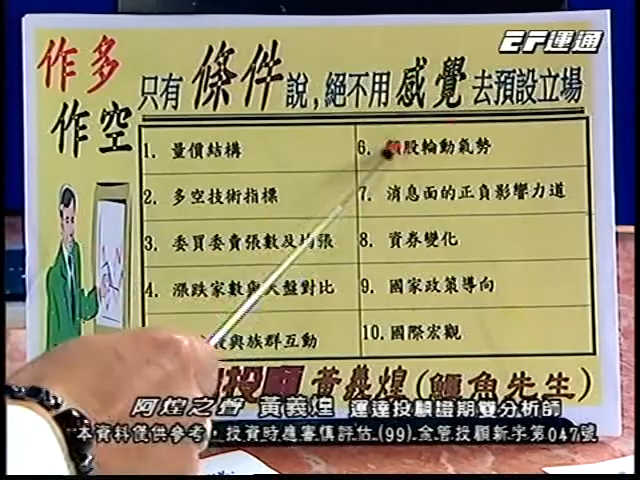 EF運通
作多
作空
只有 條件 說,絕不用 感覺 去預設立場
1. 量價結構
2. 多空技術指標
3. 委買委賣張數及均張
4. 漲跌家數與大盤對比
股與族群互動
6. 類股輪動氣勢
7. 消息面的正負影響力道
8. 資券變化
9. 國家政策導向
10. 國際宏觀
投顧 黃義煌(鱷魚先生)
阿煌之聲 黃義煌 達達投顧證期雙分析師
本資料僅供參考,投資時應審慎評估 (99) 金管投顧新字第047號